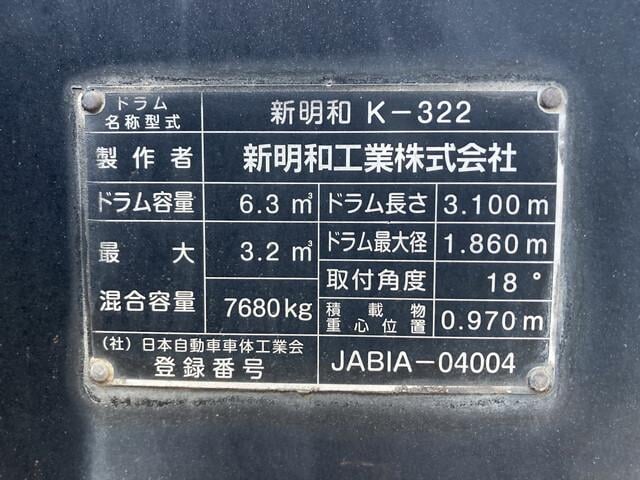 ドラム
名称型式
新明和 K-322
製作者
新明和工業株式会社
ドラム容量
6.3 m³
ドラム長さ
3.100 m
最大
混合容量
3.2 m³
7680kg
ドラム最大径
1.860 m
取付角度
18°
積載物
重心位置
0.970 m
(社) 日本自動車車体工業会
登録番号
JABIA-04004